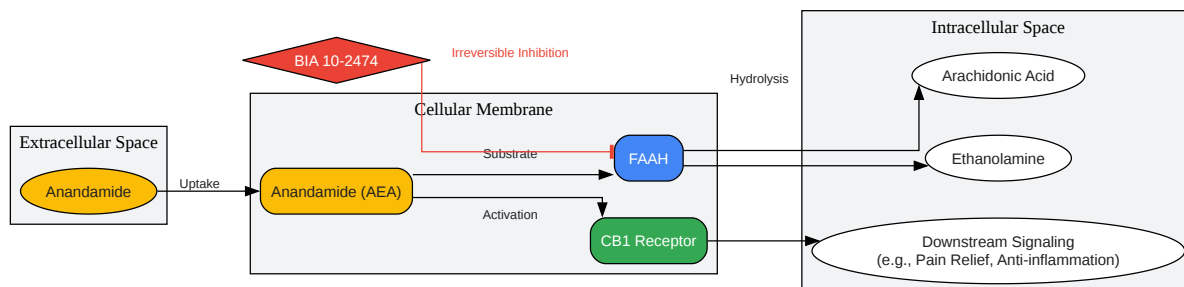 Intracellular Space
BIA 10-2474
Irreversible Inhibition
Hydrolysis
Arachidonic Acid
Cellular Membrane
Extracellular Space
Substrate
FAAH
Ethanolamine
Anandamide
Uptake
Anandamide (AEA)
Activation
CB1 Receptor
Downstream Signaling
(e.g., Pain Relief, Anti-inflammation)